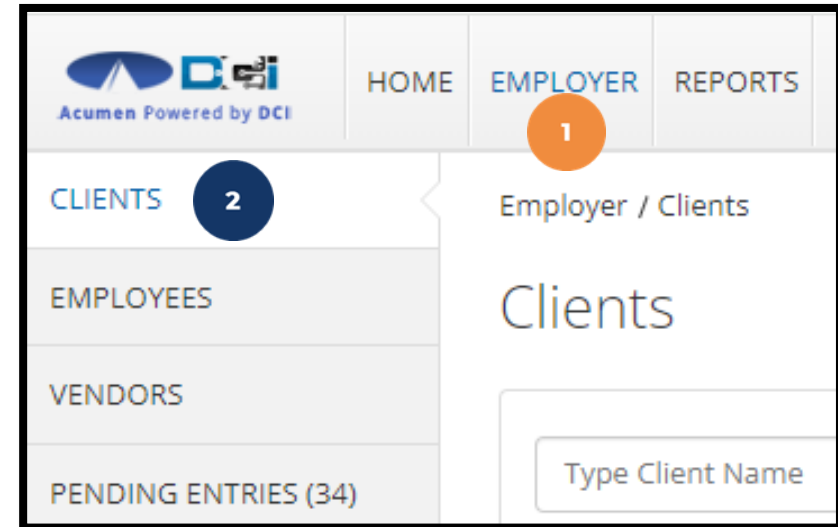 DCI
Acumen Powered by DCI
HOME
EMPLOYER
REPORTS
1
CLIENTS
2
EMPLOYEES
VENDORS
PENDING ENTRIES (34)
Employer / Clients
Clients
Type Client Name